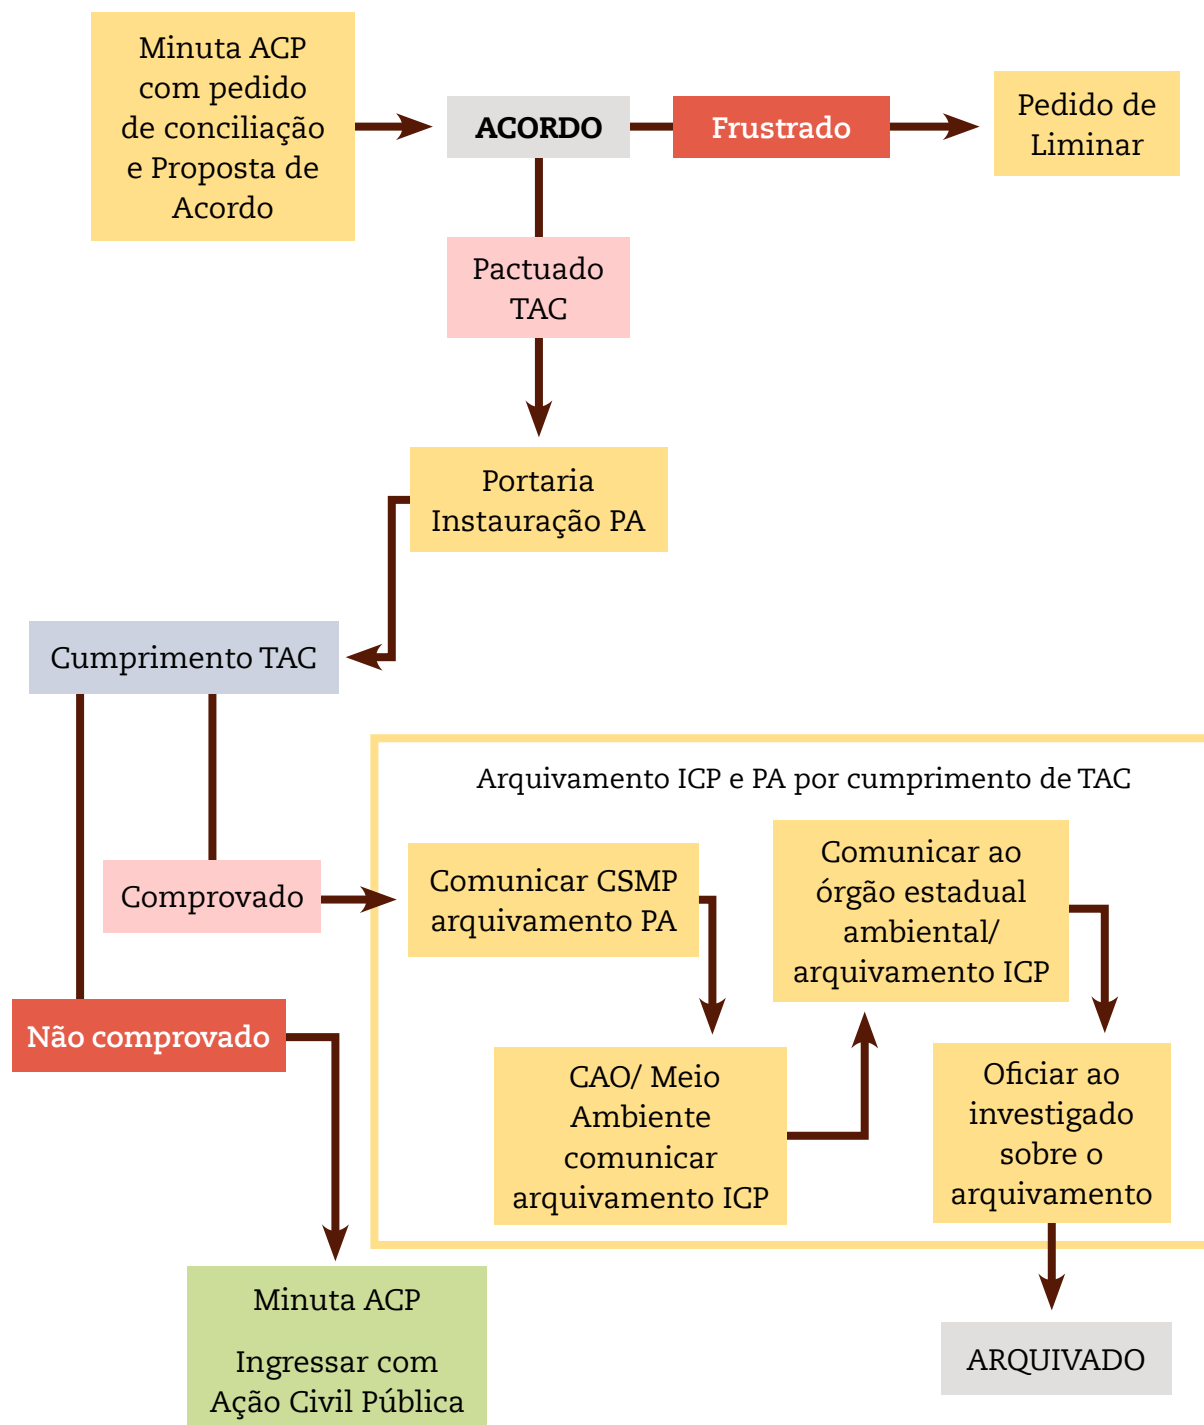 Minuta ACP
com pedido
de conciliação
e Proposta de
Acordo
ACORDO
Frustrado
Pedido de
Liminar
Pactuado
TAC
Portaria
Instauração PA
Cumprimento TAC
Arquivamento ICP e PA por cumprimento de TAC
Comprovado
Comunicar CSMP
arquivamento PA
Comunicar ao
órgão estadual
ambiental/
arquivamento ICP
Não comprovado
CAO/ Meio
Ambiente
comunicar
arquivamento ICP
Oficiar ao
investigado
sobre o
arquivamento
Minuta ACP
Ingressar com
Ação Civil Pública
ARQUIVADO